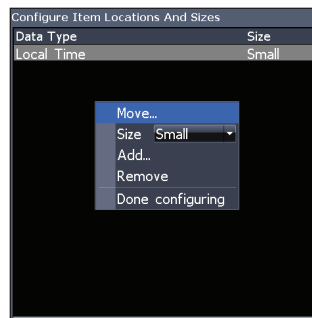 Configure Item Locations And Sizes
Data Type Size
Local Time Small
Move...
Size Small
Add...
Remove
Done configuring